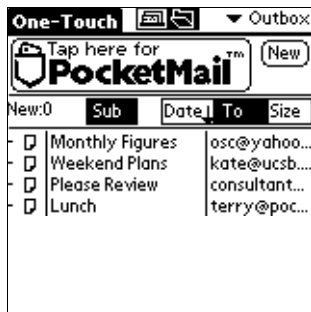 One-Touch Outbox
Tap here for
PocketMail™ New
New:0 Sub Date To Size
Monthly Figures osc@yahoo...
Weekend Plans kate@ucsb....
Please Review consultant...
Lunch terry@poc...